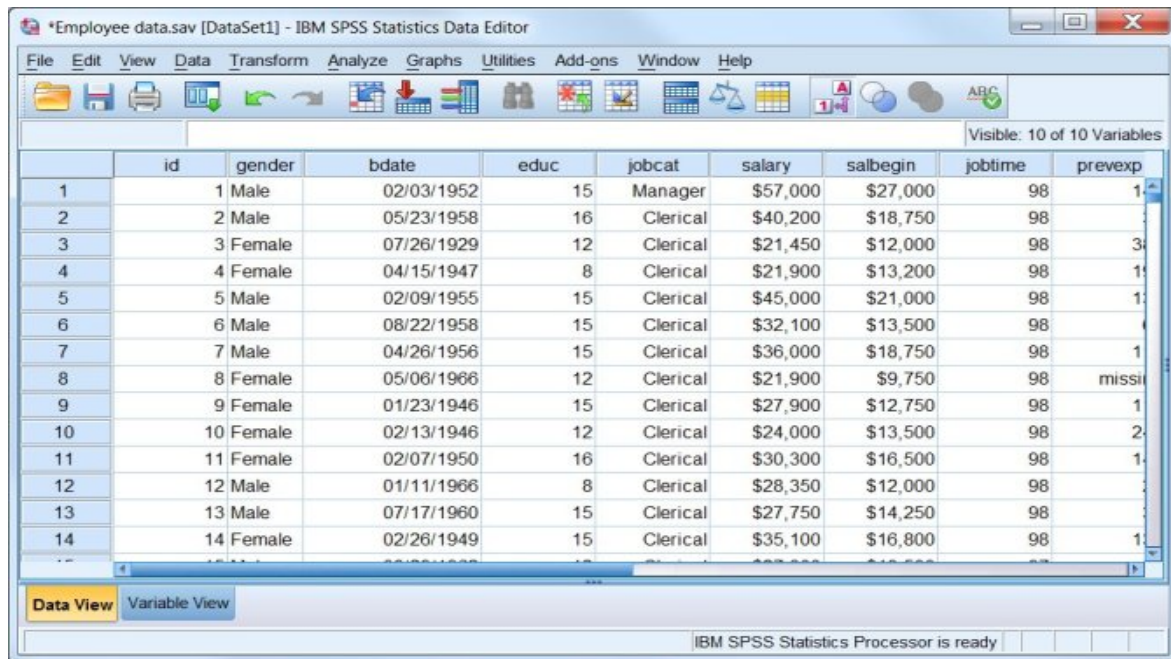 *Employee data.sav [DataSet1] - IBM SPSS Statistics Data Editor
File Edit View Data Transform Analyze Graphs Utilities Add-ons Window Help
A
1
ABC
Visible: 10 of 10 Variables
id gender bdate educ jobcat salary salbegin jobtime prevexp
1 1 Male 02/03/1952 15 Manager $57,000 $27,000 98
2 2 Male 05/23/1958 16 Clerical $40,200 $18,750 98
3 3 Female 07/26/1929 12 Clerical $21,450 $12,000 98
4 4 Female 04/15/1947 8 Clerical $21,900 $13,200 98
5 5 Male 02/09/1955 15 Clerical $45,000 $21,000 98
6 6 Male 08/22/1958 15 Clerical $32,100 $13,500 98
7 7 Male 04/26/1956 15 Clerical $36,000 $18,750 98
8 8 Female 05/06/1966 12 Clerical $21,900 $9,750 98
9 9 Female 01/23/1946 15 Clerical $27,900 $12,750 98
10 10 Female 02/13/1946 12 Clerical $24,000 $13,500 98
11 11 Female 02/07/1950 16 Clerical $30,300 $16,500 98
12 12 Male 01/11/1966 8 Clerical $28,350 $12,000 98
13 13 Male 07/17/1960 15 Clerical $27,750 $14,250 98
14 14 Female 02/26/1949 15 Clerical $35,100 $16,800 98
Data View Variable View
IBM SPSS Statistics Processor is ready